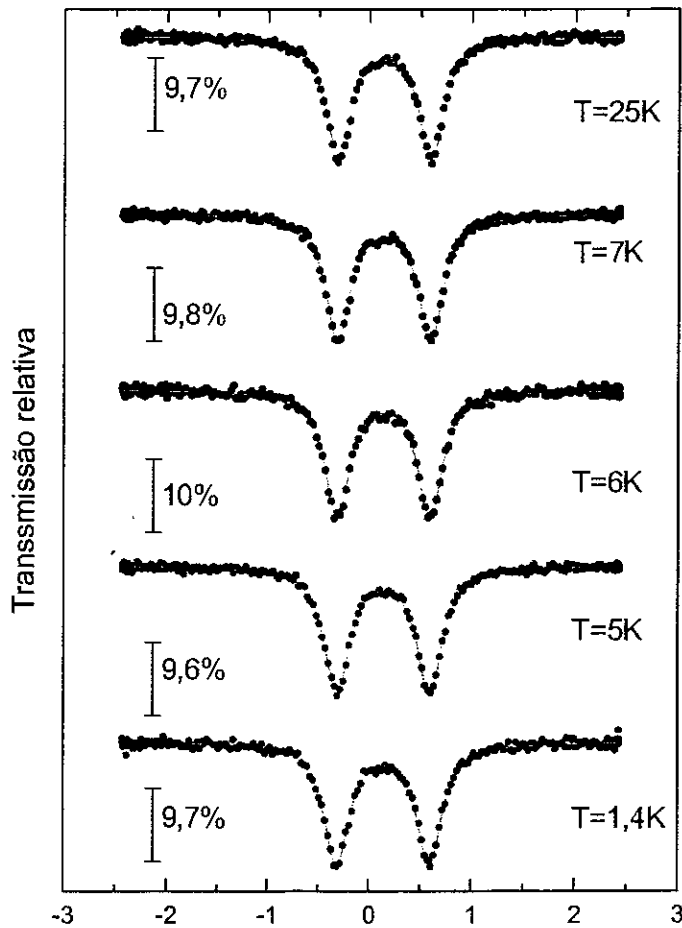 9,7%
T=25K
T=7K
9,8%
Transsmissão relativa
10%
T=6K
T=5K
9,6%
9,7%
T=1,4K
-3 -2 -1 0 1 2 3